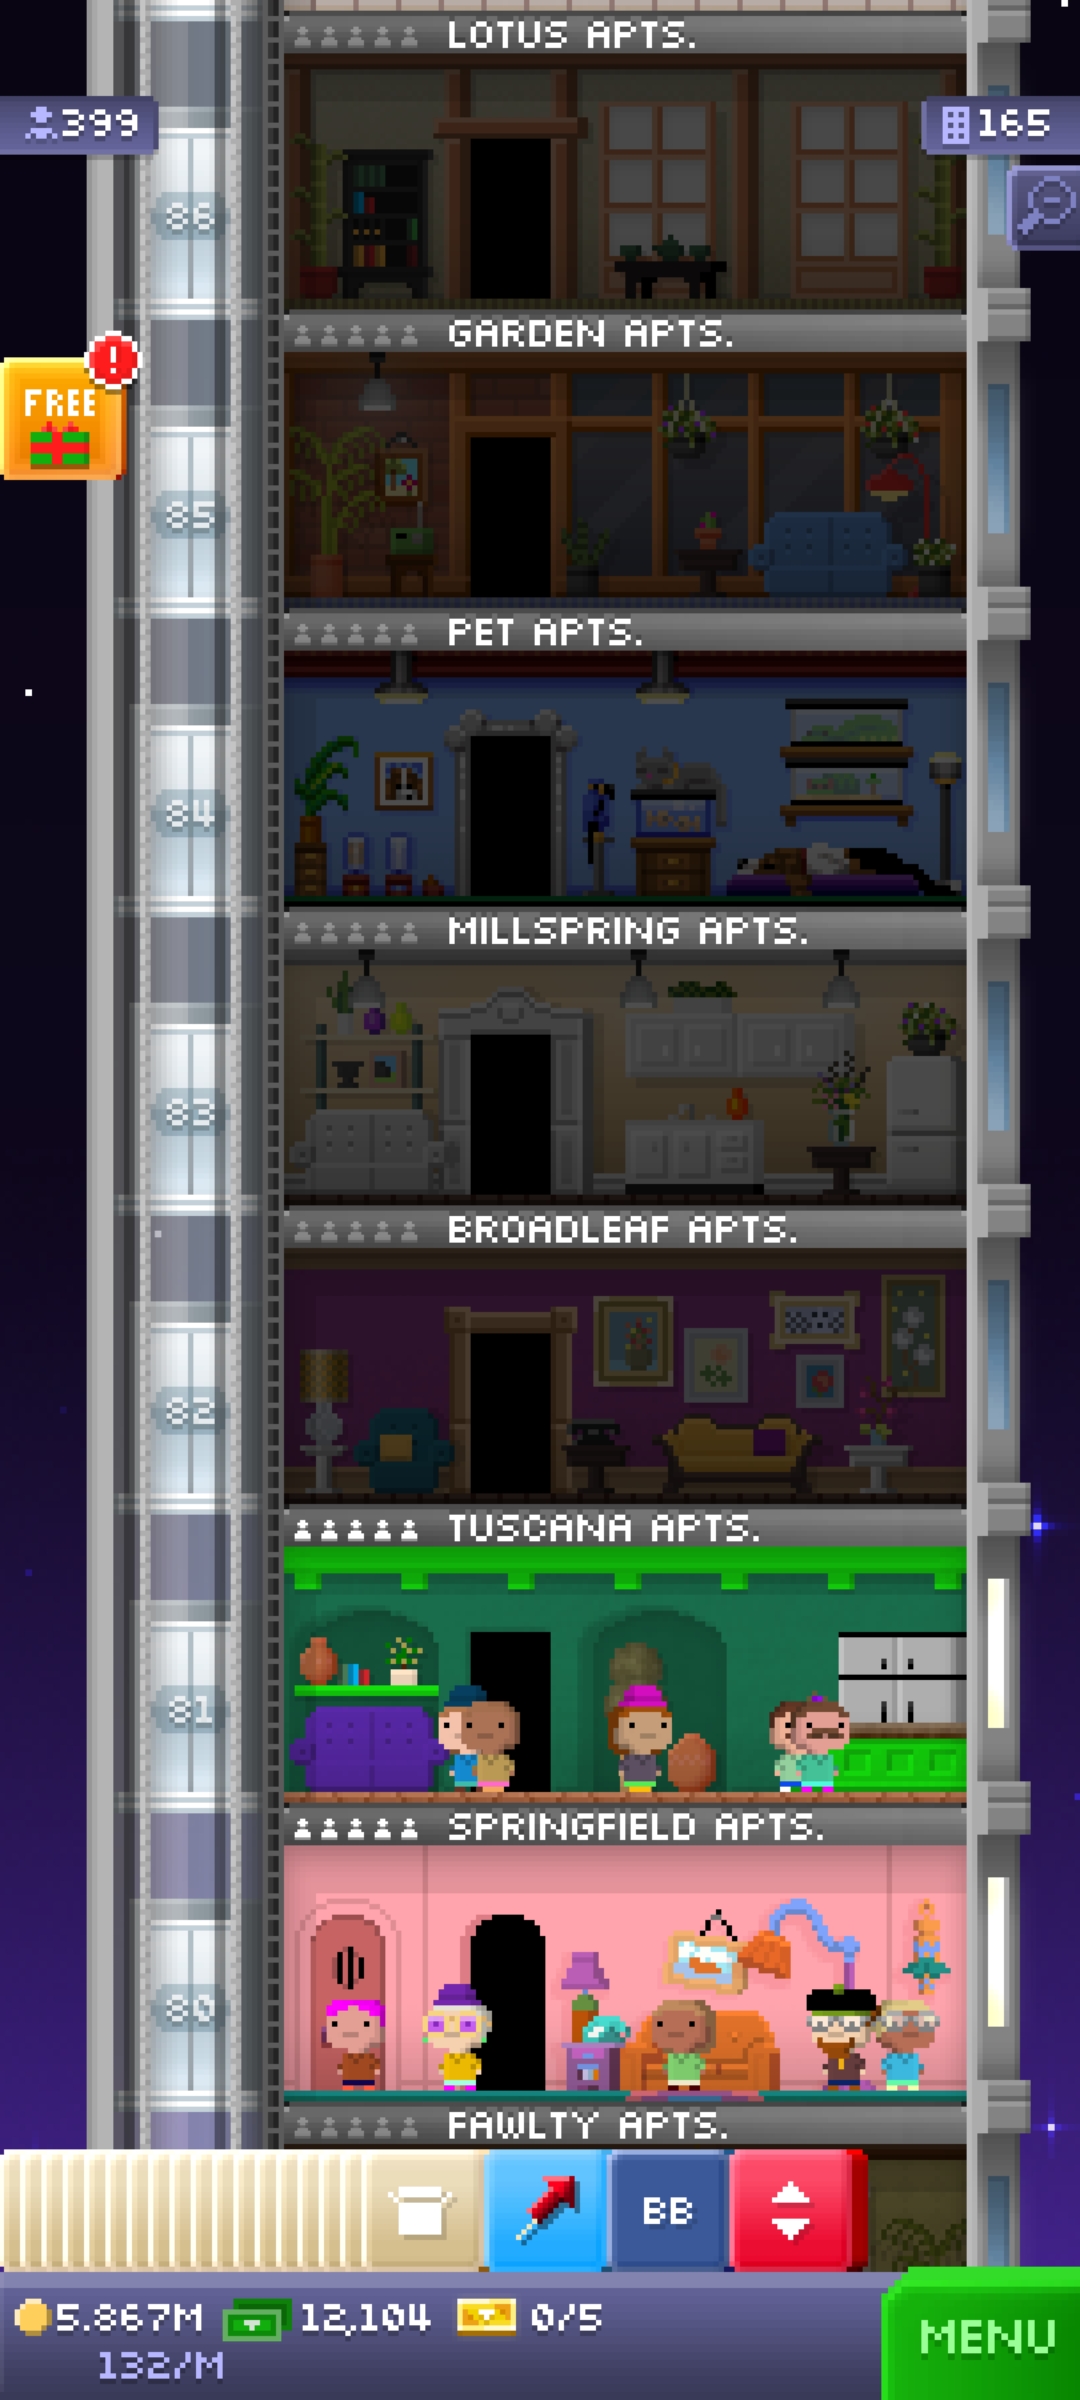 LOTUS APTS.
399
165
86
GARDEN APTS.
FREE
!
85
PET APTS.
84
MILLSPRING APTS.
83
BROADLEAF APTS.
82
TUSCANA APTS.
81
SPRINGFIELD APTS.
80
FAWLTY APTS.
BB
5.867M 12,104 0/5
132/M
MENU